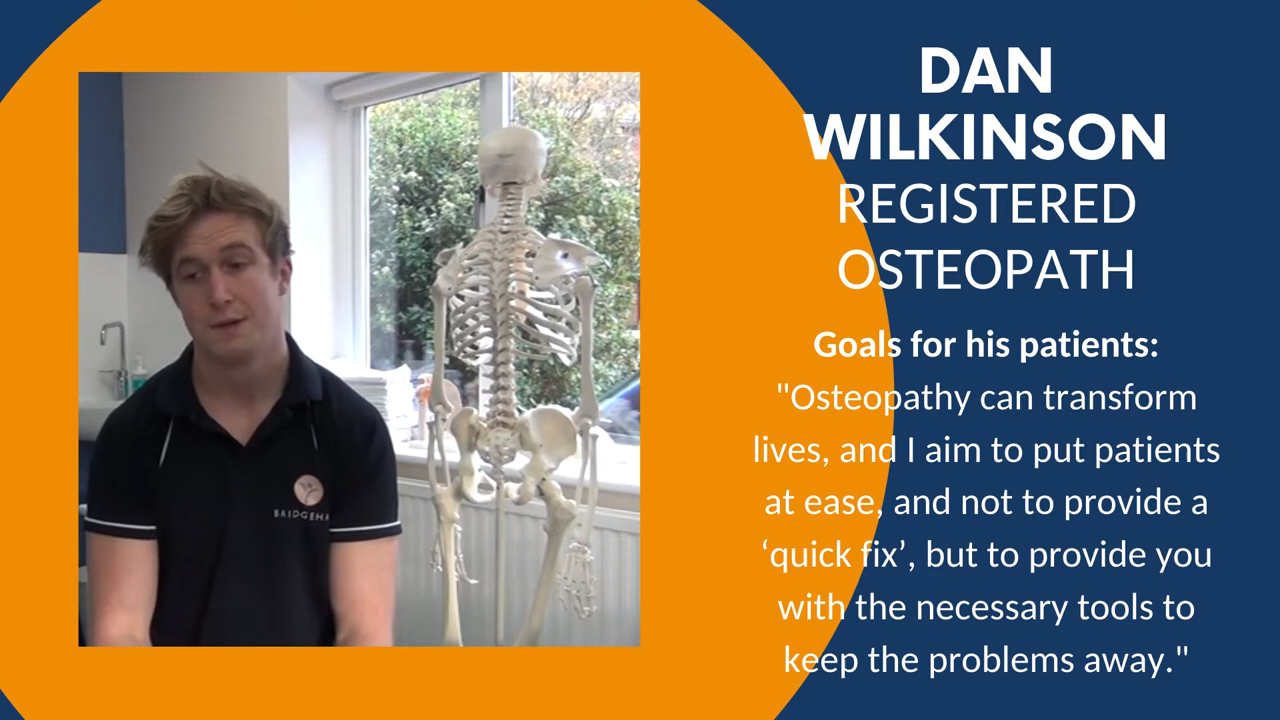 DAN
WILKINSON
REGISTERED
OSTEOPATH
Goals for his patients:
"Osteopathy can transform
lives, and I aim to put patients
at ease, and not to provide a
‘quick fix’, but to provide you
with the necessary tools to
keep the problems away."